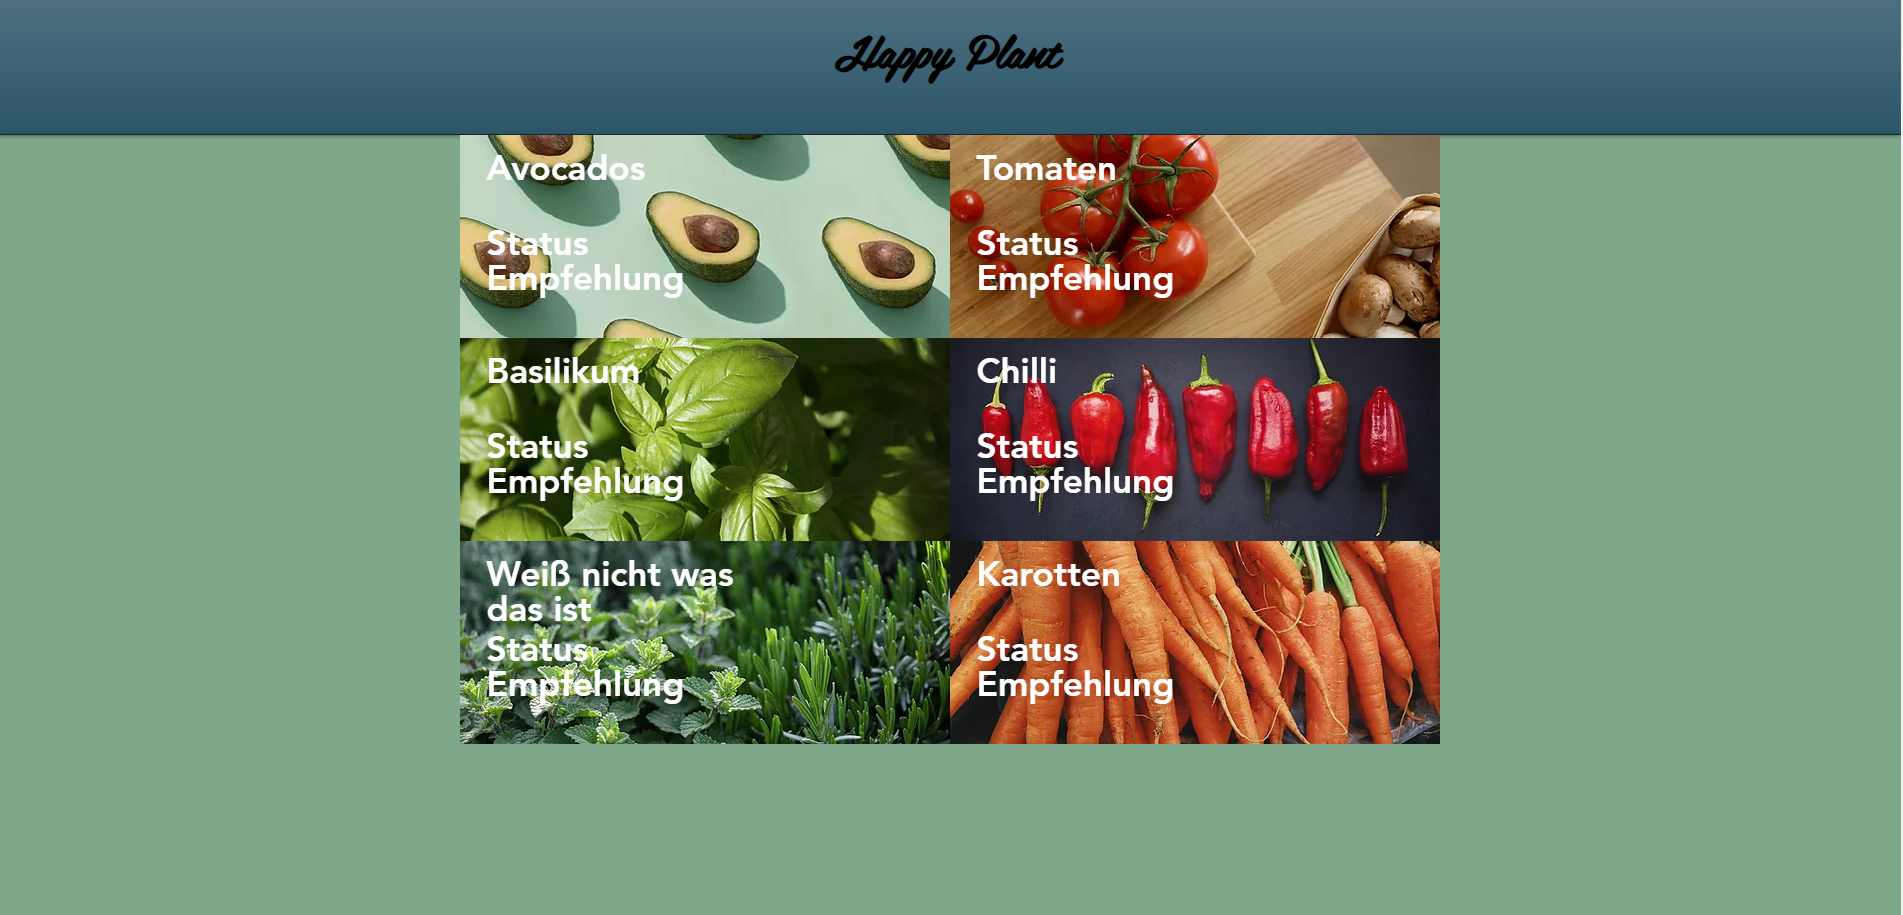 Happy Plant
Avocados
Status
Empfehlung
Tomaten
Status
Empfehlung
Basilikum
Status
Empfehlung
Chilli
Status
Empfehlung
Weiß nicht was
das ist
Status
Empfehlung
Karotten
Status
Empfehlung